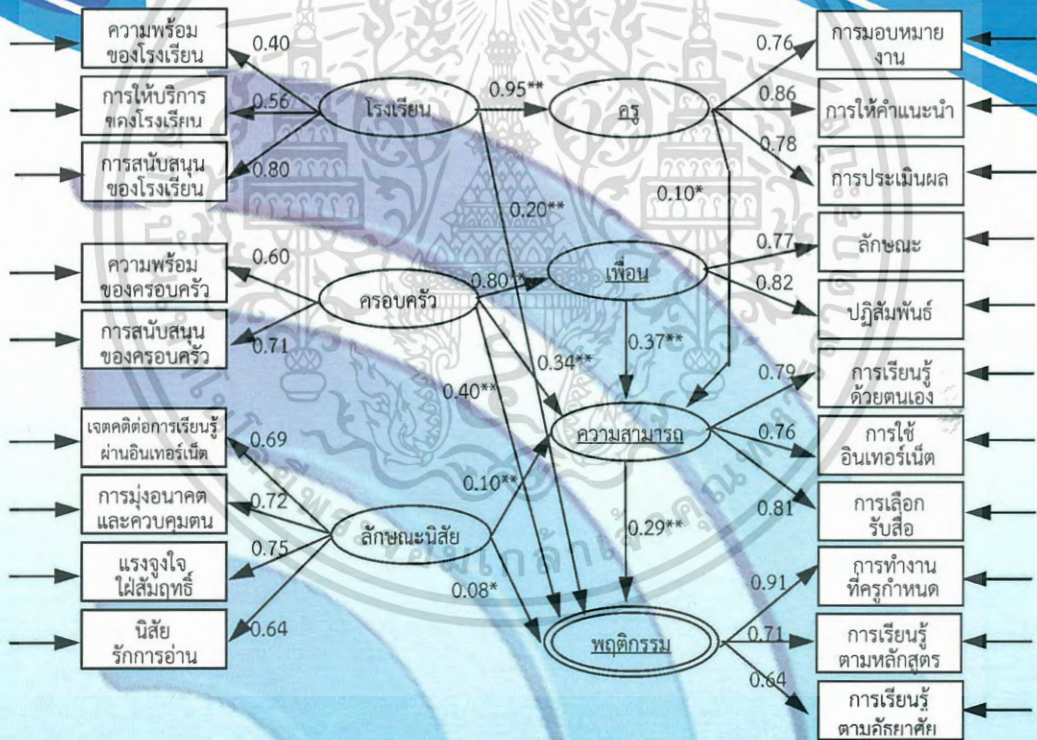 ความพร้อม
ของโรงเรียน
0.40
การให้บริการ
ของโรงเรียน
0.56
การสนับสนุน
ของโรงเรียน
0.80
โรงเรียน
0.95**
0.20**
ครู
0.76
การมอบหมาย
งาน
0.86
การให้คำแนะนำ
0.78
การประเมินผล
0.10*
ความพร้อม
ของครอบครัว
0.60
การสนับสนุน
ของครอบครัว
0.71
ครอบครัว
0.80**
0.34**
0.40**
เพื่อน
0.77
ลักษณะ
0.82
ปฏิสัมพันธ์
0.37**
เจตคติต่อการเรียนรู้
ผ่านอินเทอร์เน็ต
0.69
การมุ่งอนาคต
และควบคุมตน
0.72
แรงจูงใจ
ใฝ่สัมฤทธิ์
0.75
นิสัย
รักการอ่าน
0.64
ลักษณะนิสัย
0.10**
0.08*
ความสามารถ
0.79
การเรียนรู้
ด้วยตนเอง
0.76
การใช้
อินเทอร์เน็ต
0.81
การเลือก
รับสื่อ
0.29**
พฤติกรรม
0.91
การทำงาน
ที่ครูกำหนด
0.71
การเรียนรู้
ตามหลักสูตร
0.64
การเรียนรู้
ตามอัธยาศัย